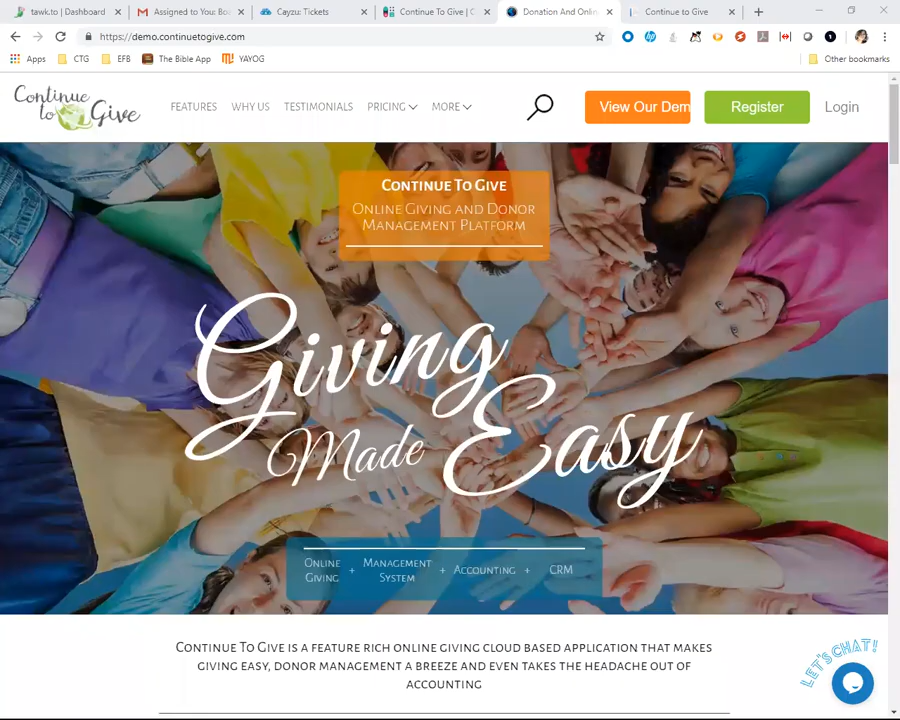 tawk.to | Dashboard
Assigned to You: Bo
Cayzu: Tickets
Continue To Give | C
Donation And Onlin
Continue to Give
https://demo.continuetogive.com
Apps
CTG
EFB
The Bible App
YAYOG
Other bookmarks
Continue to Give
FEATURES
WHY US
TESTIMONIALS
PRICING
MORE
View Our Dem
Register
Login
Continue To Give
Online Giving and Donor
Management Platform
Giving
Made Easy
Online Giving + Management System + Accounting + CRM
Continue To Give is a feature rich online giving cloud based application that makes
giving easy, donor management a breeze and even takes the headache out of
accounting
LET'S CHAT!